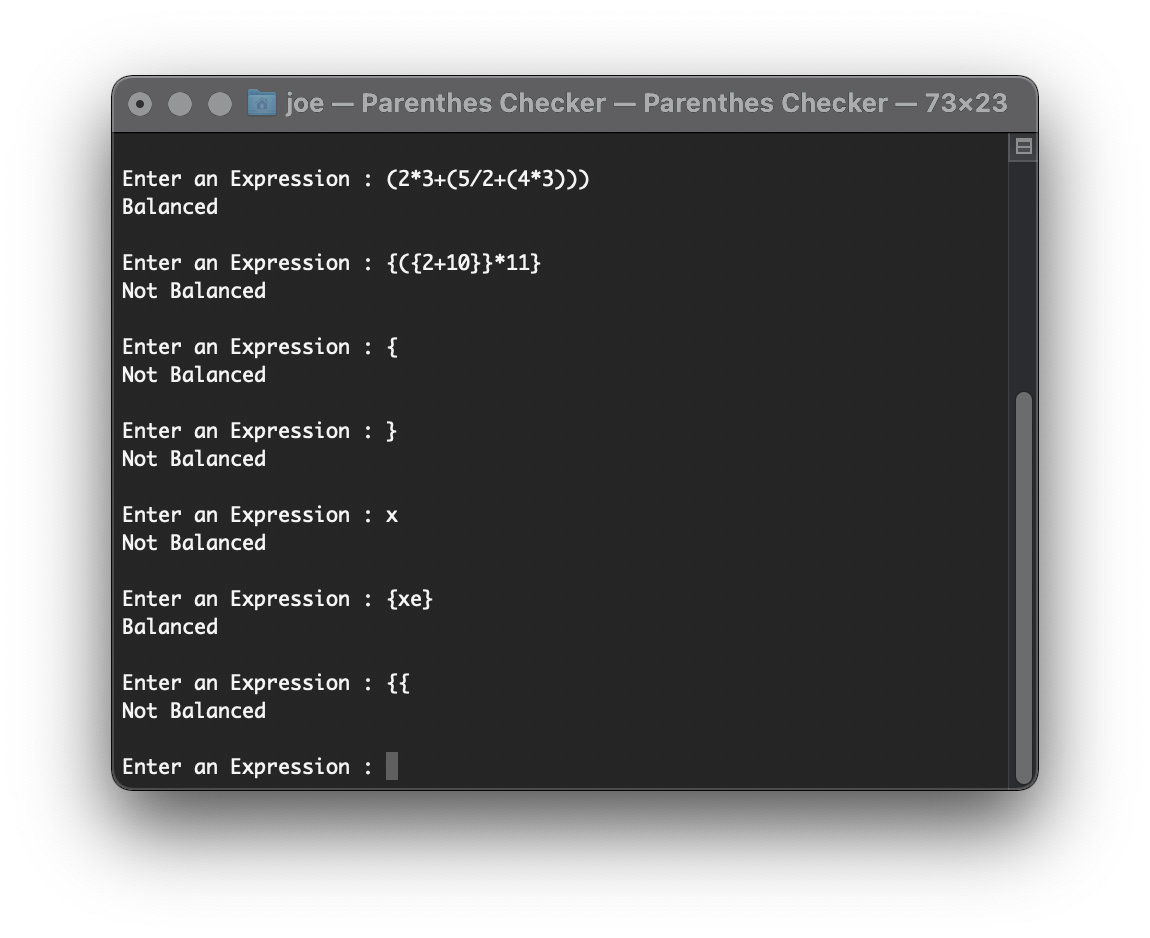 joe — Parenthes Checker — Parenthes Checker — 73×23
Enter an Expression : (2*3+(5/2+(4*3)))
Balanced
Enter an Expression : {({2+10}}*11}
Not Balanced
Enter an Expression : {
Not Balanced
Enter an Expression : }
Not Balanced
Enter an Expression : x
Not Balanced
Enter an Expression : {xe}
Balanced
Enter an Expression : {{
Not Balanced
Enter an Expression :